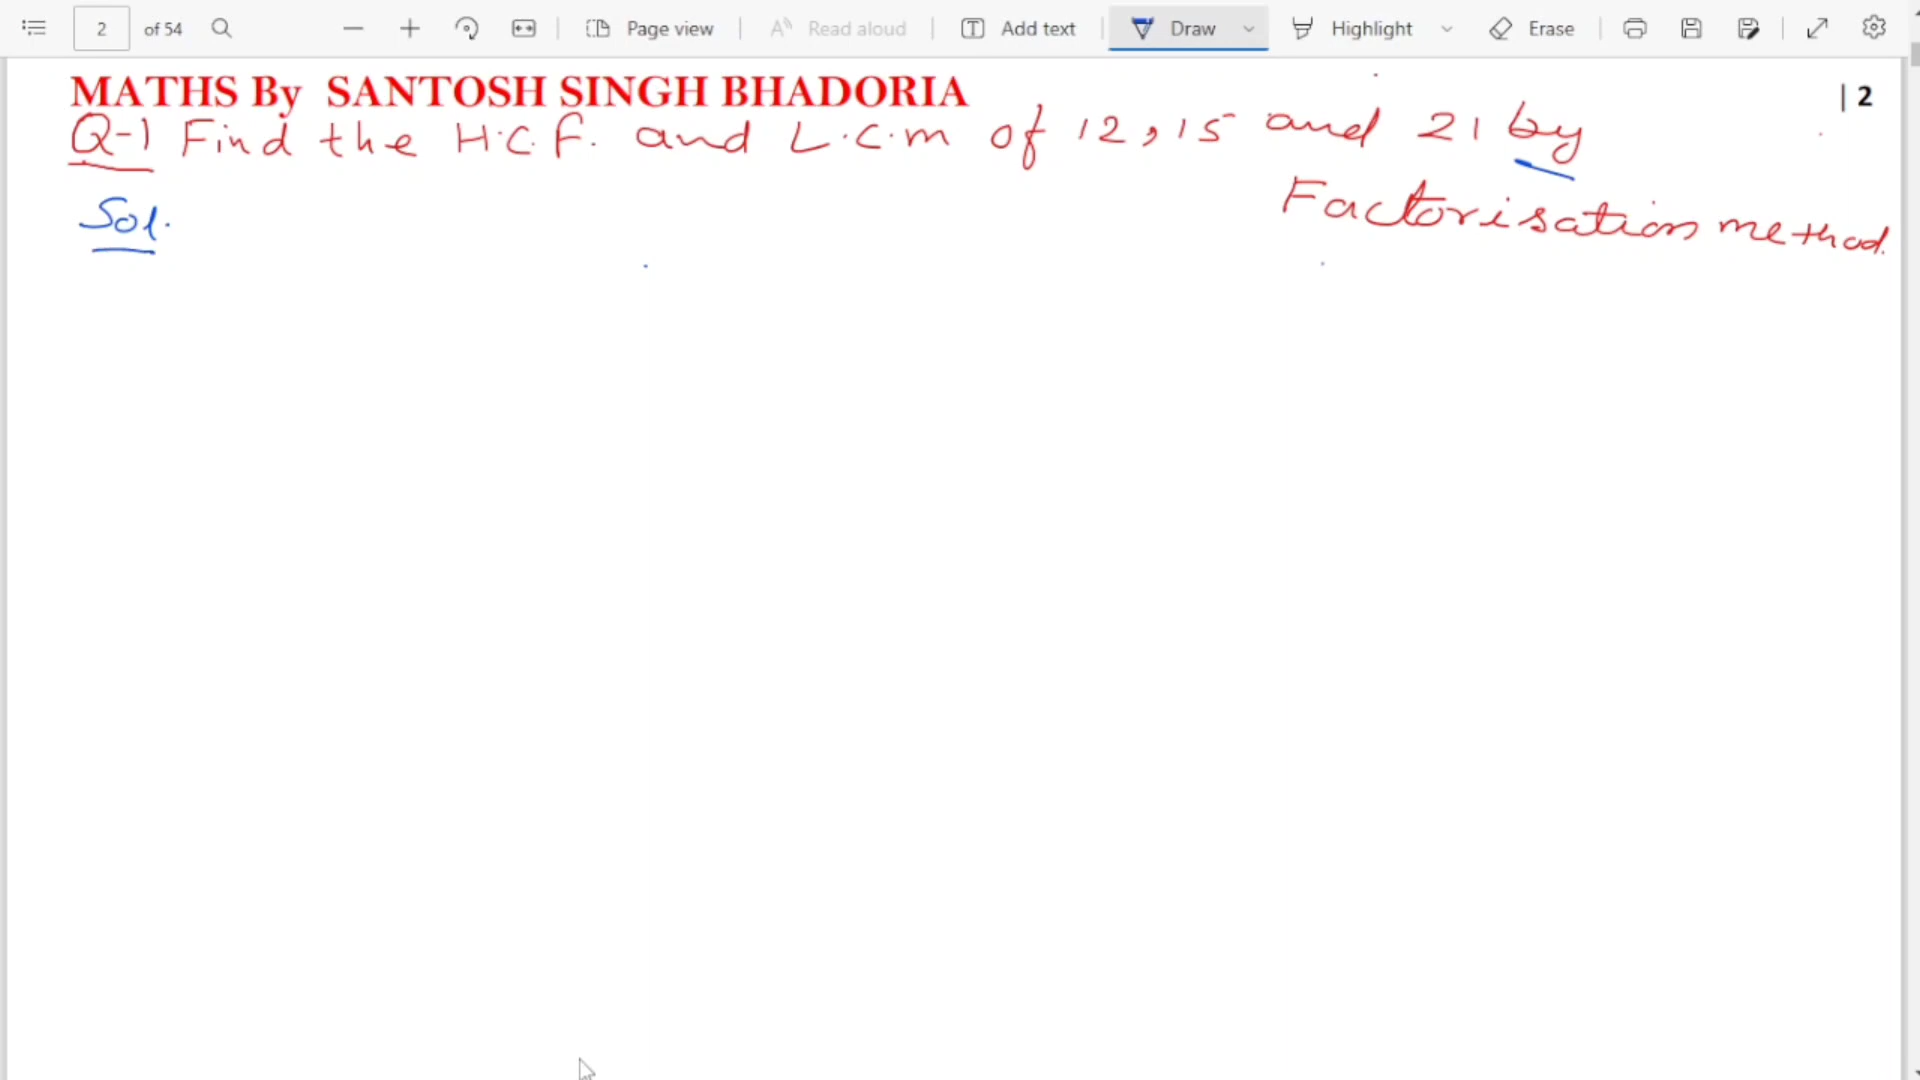 2 of 54 Page view Read aloud Add text Draw Highlight Erase
MATHS By SANTOSH SINGH BHADORIA | 2
Q-1 Find the H.C.F. and L.C.M of 12, 15 and 21 by
Factorisation method.
Sol.